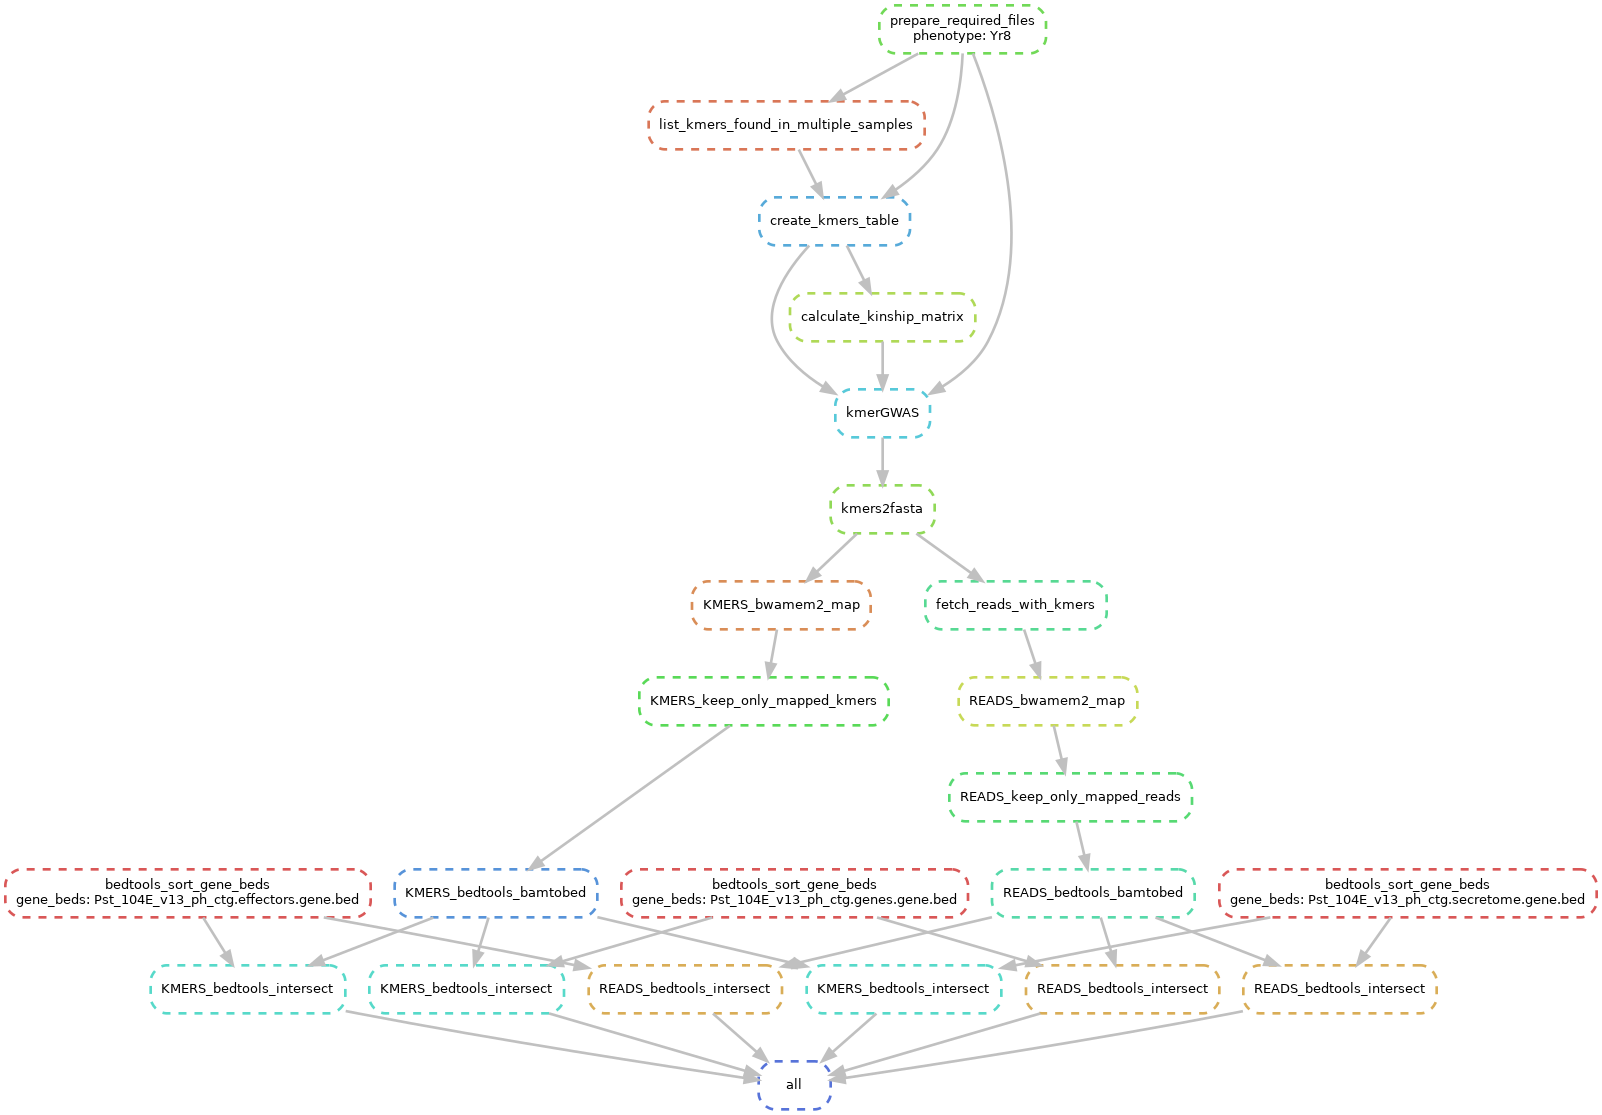 prepare_required_files
phenotype: Yr8
list_kmers_found_in_multiple_samples
create_kmers_table
calculate_kinship_matrix
kmerGWAS
kmers2fasta
KMERS_bwamem2_map
fetch_reads_with_kmers
KMERS_keep_only_mapped_kmers
READS_bwamem2_map
READS_keep_only_mapped_reads
bedtools_sort_gene_beds
gene_beds: Pst_104E_v13_ph_ctg.effectors.gene.bed
KMERS_bedtools_bamtobed
bedtools_sort_gene_beds
gene_beds: Pst_104E_v13_ph_ctg.genes.gene.bed
READS_bedtools_bamtobed
bedtools_sort_gene_beds
gene_beds: Pst_104E_v13_ph_ctg.secretome.gene.bed
KMERS_bedtools_intersect
KMERS_bedtools_intersect
READS_bedtools_intersect
KMERS_bedtools_intersect
READS_bedtools_intersect
READS_bedtools_intersect
all